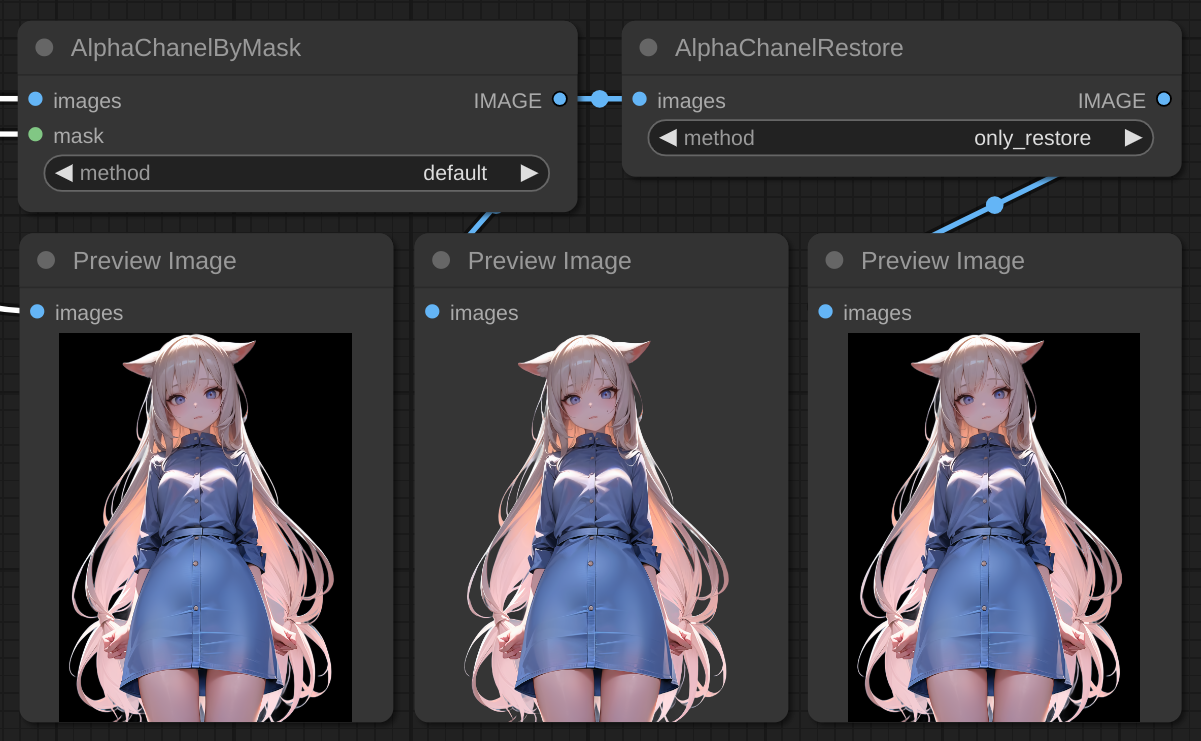 AlphaChanelByMask
images
IMAGE
mask
method
default
AlphaChanelRestore
images
IMAGE
method
only_restore
Preview Image
images
Preview Image
images
Preview Image
images